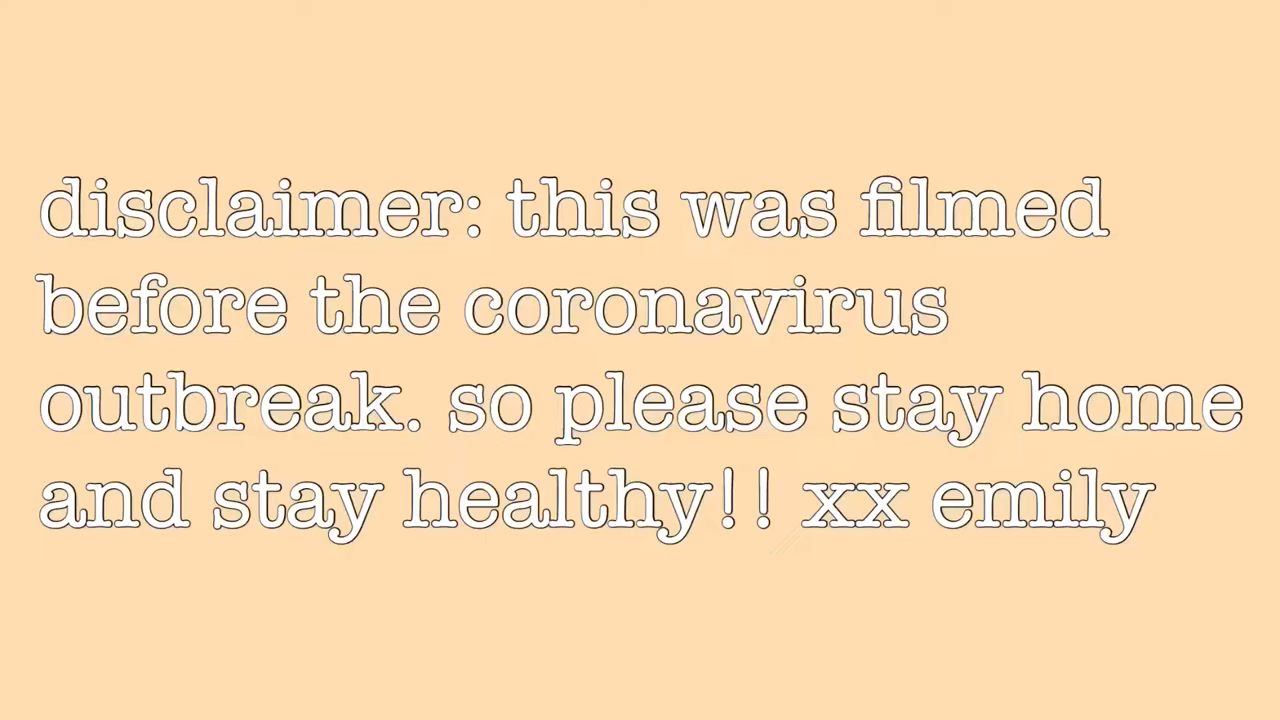 disclaimer: this was filmed
before the coronavirus
outbreak. so please stay home
and stay healthy!! xx emily